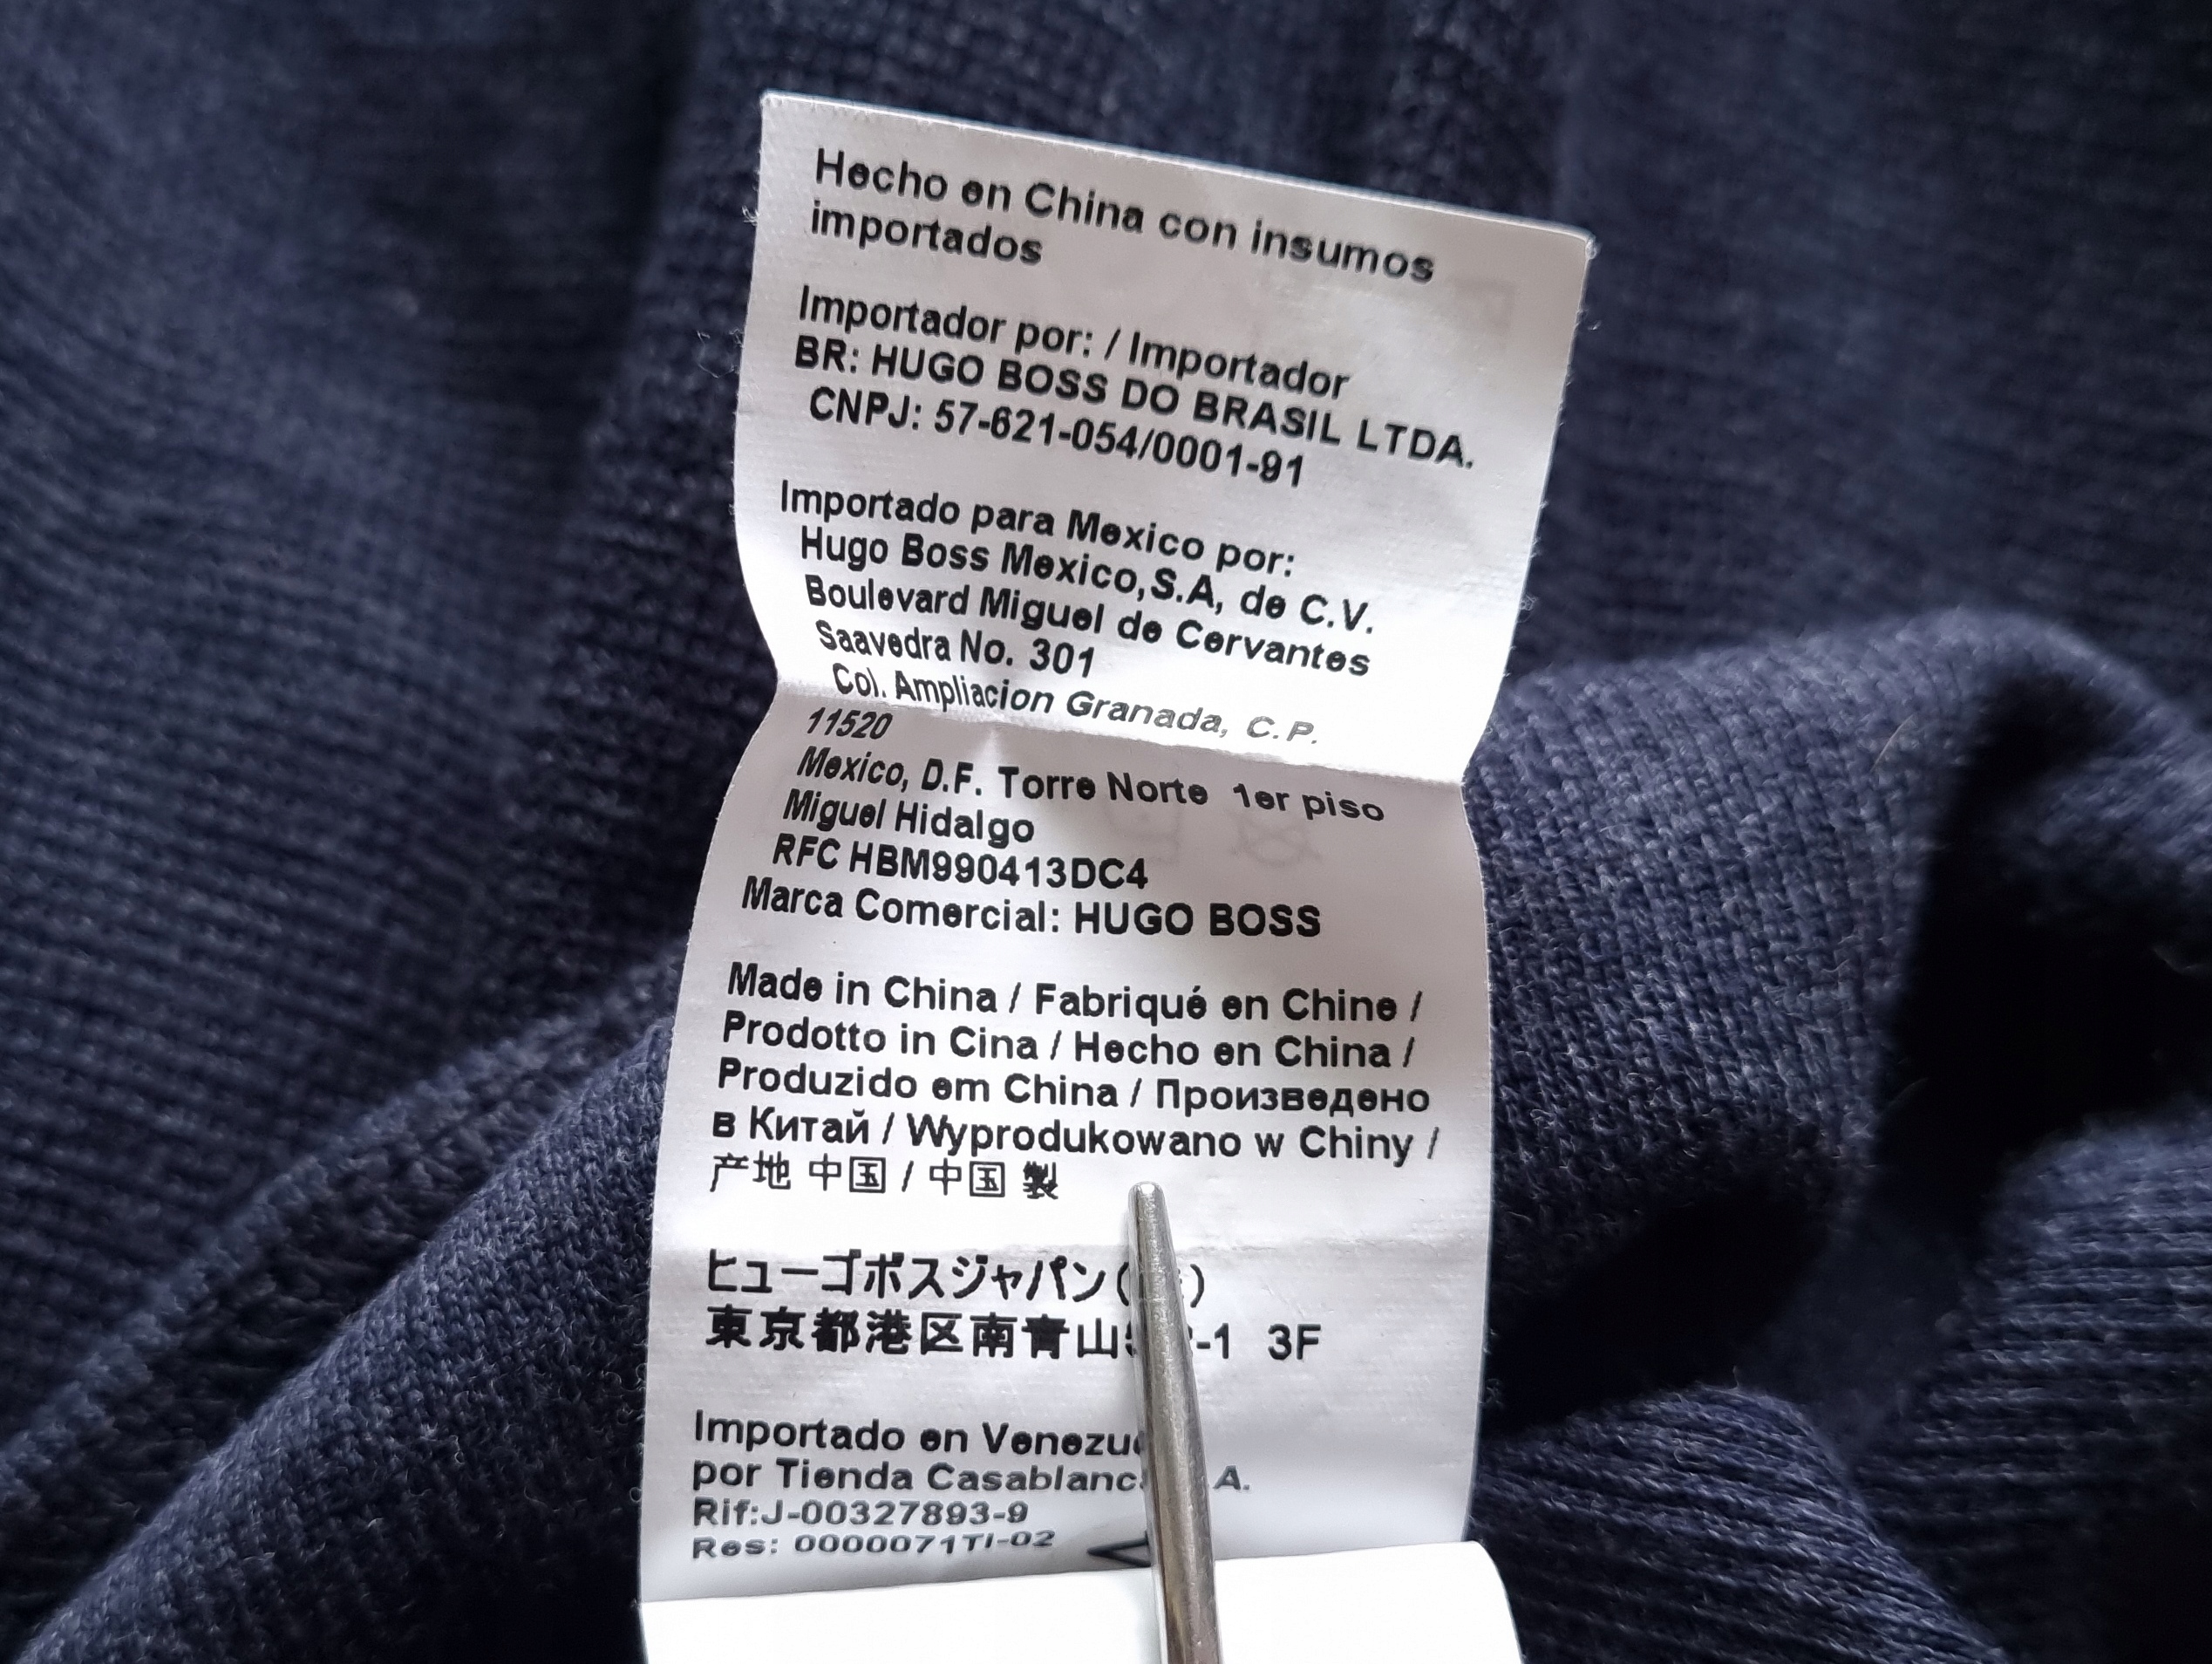 Hecho en China con insumos
importados
Importador por: / Importador
BR: HUGO BOSS DO BRASIL LTDA.
CNPJ: 57-621-054/0001-91
Importado para Mexico por:
Hugo Boss Mexico,S.A, de C.V.
Boulevard Miguel de Cervantes
Saavedra No. 301
Col. Ampliacion Granada, C.P.
11520
Mexico, D.F. Torre Norte 1er piso
Miguel Hidalgo
RFC HBM990413DC4
Marca Comercial: HUGO BOSS
Made in China / Fabriqué en Chine /
Prodotto in Cina / Hecho en China /
Produzido em China / Произведено
в Китай / Wyprodukowano w Chiny /
产地 中国 / 中国 製
ヒューゴボスジャパン( )
東京都港区南青山 -1 3F
Importado en
por Tienda A.
Rif:J-00327893-9
Res: 0000071TI-02